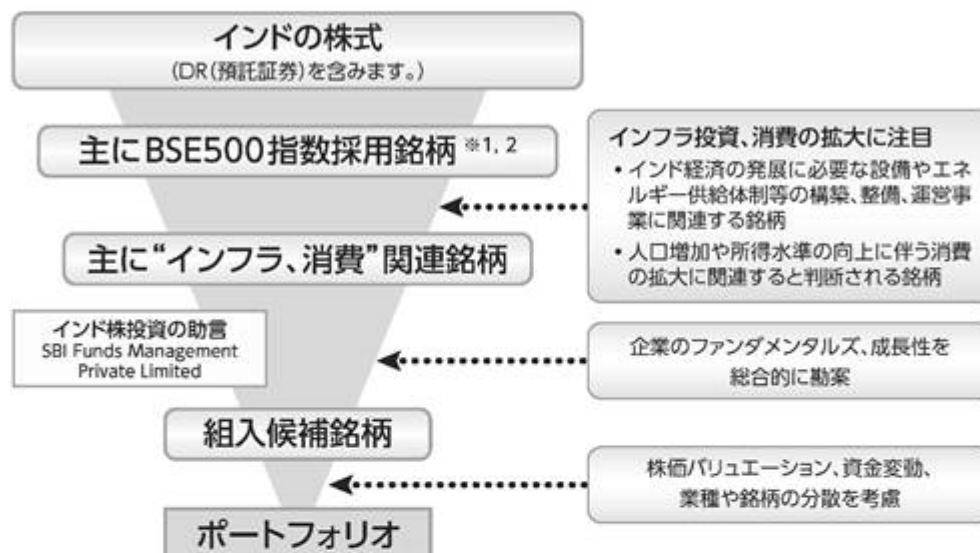 インドの株式
(DR(預託証券)を含みます。)
主にBSE500指数採用銘柄 ※1, 2
インフラ投資、消費の拡大に注目
• インド経済の発展に必要な設備やエネ
ルギー供給体制等の構築、整備、運営事
業に関連する銘柄
• 人口増加や所得水準の向上に伴う消費
の拡大に関連すると判断される銘柄
主に“インフラ、消費”関連銘柄
インド株投資の助言
SBI Funds Management
Private Limited
企業のファンダメンタルズ、成長性を
総合的に勘案
組入候補銘柄
株価バリュエーション、資金変動、
業種や銘柄の分散を考慮
ポートフォリオ